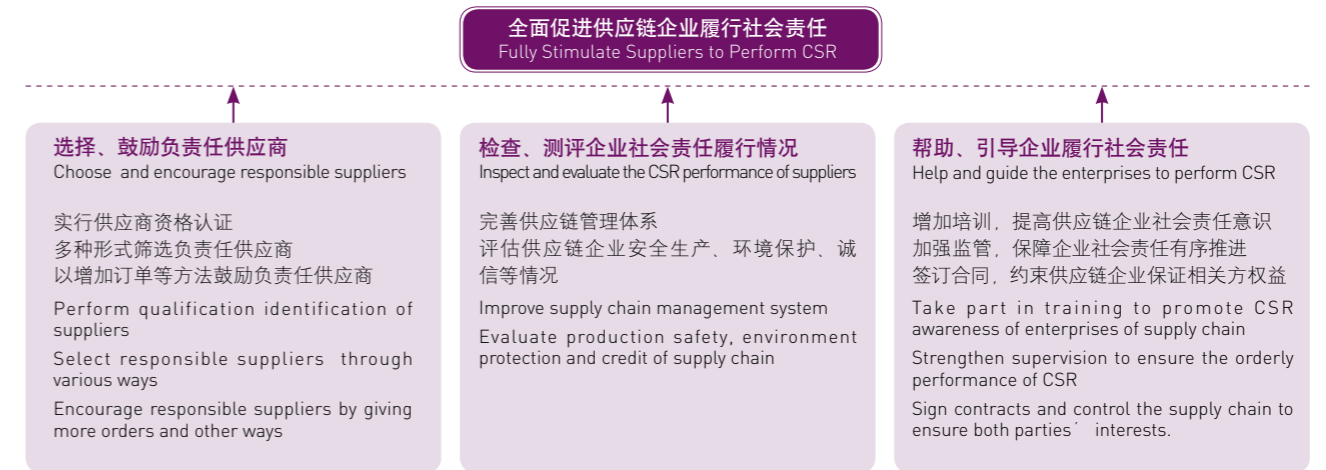 全面促进供应链企业履行社会责任
Fully Stimulate Suppliers to Perform CSR
选择、鼓励负责任供应商
Choose and encourage responsible suppliers
实行供应商资格认证
多种形式筛选负责任供应商
以增加订单等方法鼓励负责任供应商
Perform qualification identification of
suppliers
Select responsible suppliers through
various ways
Encourage responsible suppliers by giving
more orders and other ways
检查、测评企业社会责任履行情况
Inspect and evaluate the CSR performance of suppliers
完善供应链管理体系
评估供应链企业安全生产、环境保护、诚
信等情况
Improve supply chain management system
Evaluate production safety, environment
protection and credit of supply chain
帮助、引导企业履行社会责任
Help and guide the enterprises to perform CSR
增加培训，提高供应链企业社会责任意识
加强监管，保障企业社会责任有序推进
签订合同，约束供应链企业保证相关方权益
Take part in training to promote CSR
awareness of enterprises of supply chain
Strengthen supervision to ensure the orderly
performance of CSR
Sign contracts and control the supply chain to
ensure both parties´ interests.